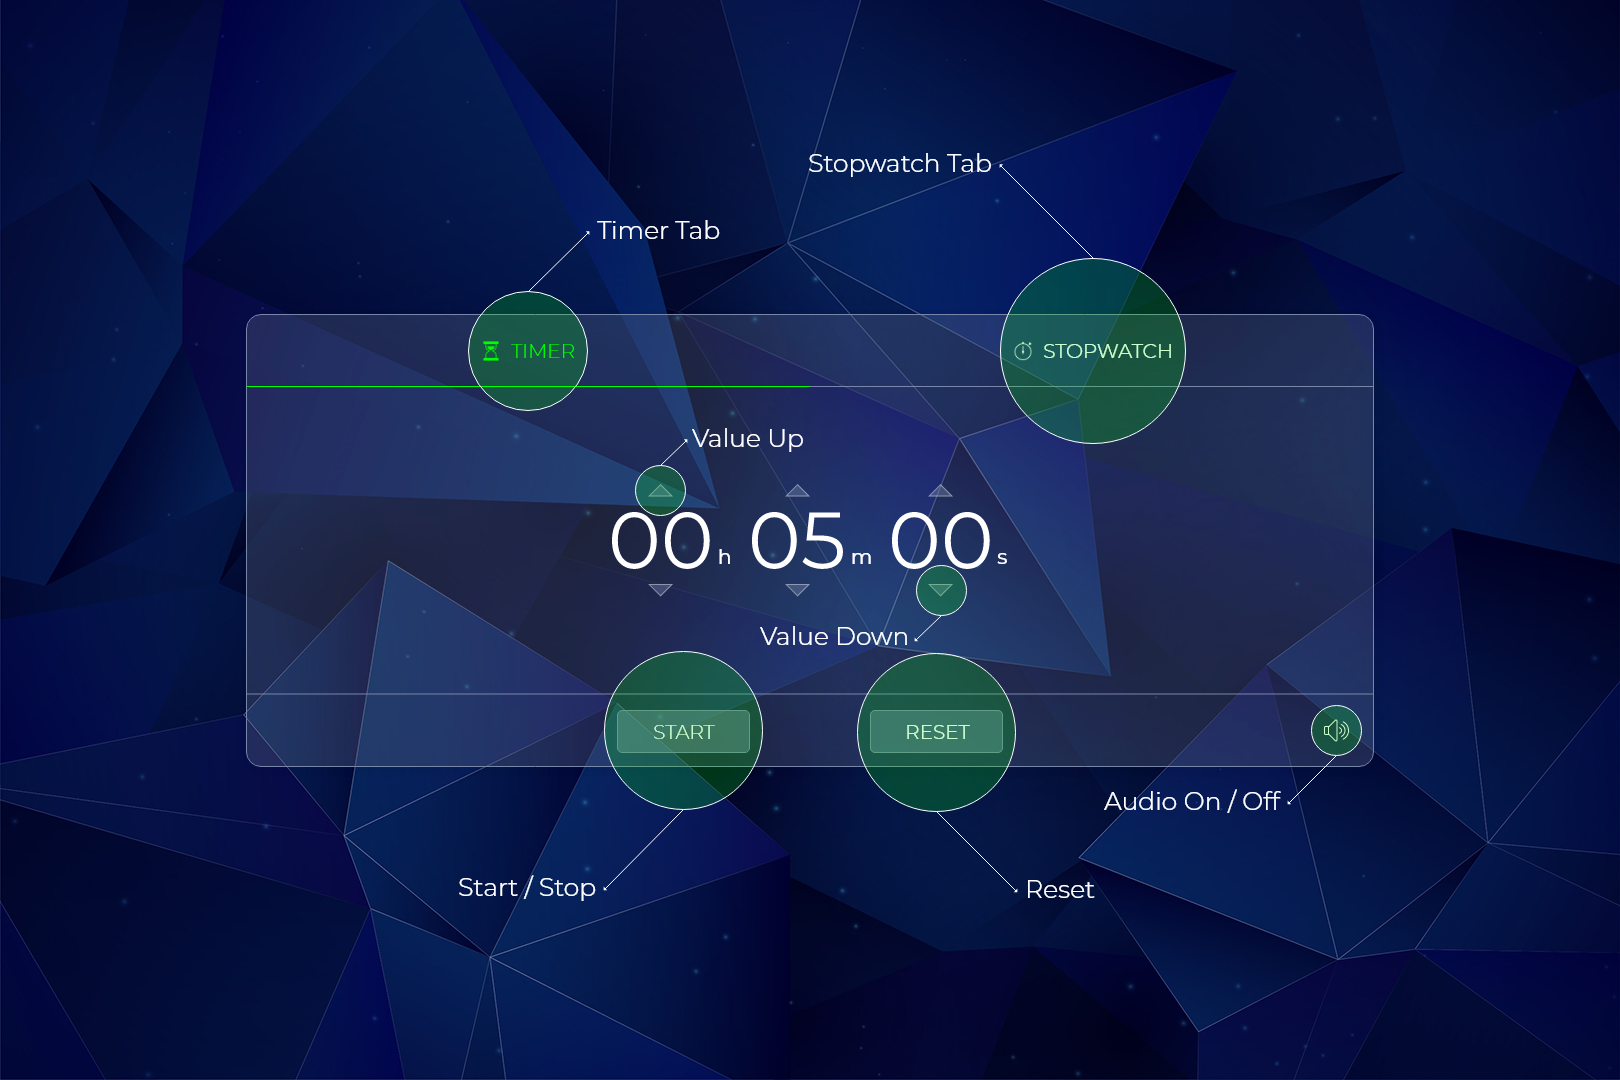 Stopwatch Tab
Timer Tab
TIMER
STOPWATCH
Value Up
00 h 05 m 00 s
Value Down
START
RESET
Audio On / Off
Start / Stop
Reset